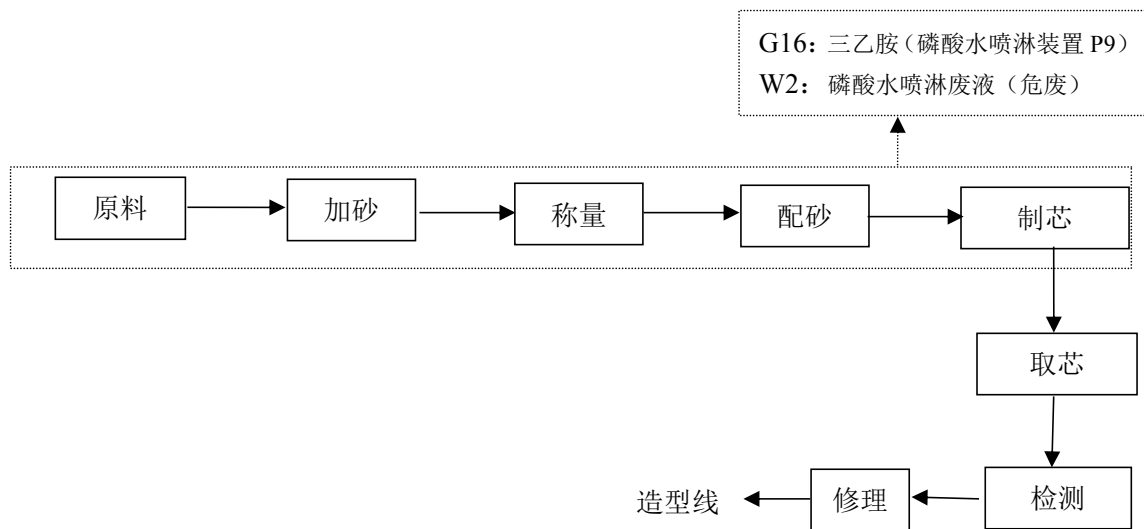 G16：三乙胺（磷酸水喷淋装置 P9）
W2：磷酸水喷淋废液（危废）
原料
加砂
称量
配砂
制芯
取芯
造型线
修理
检测